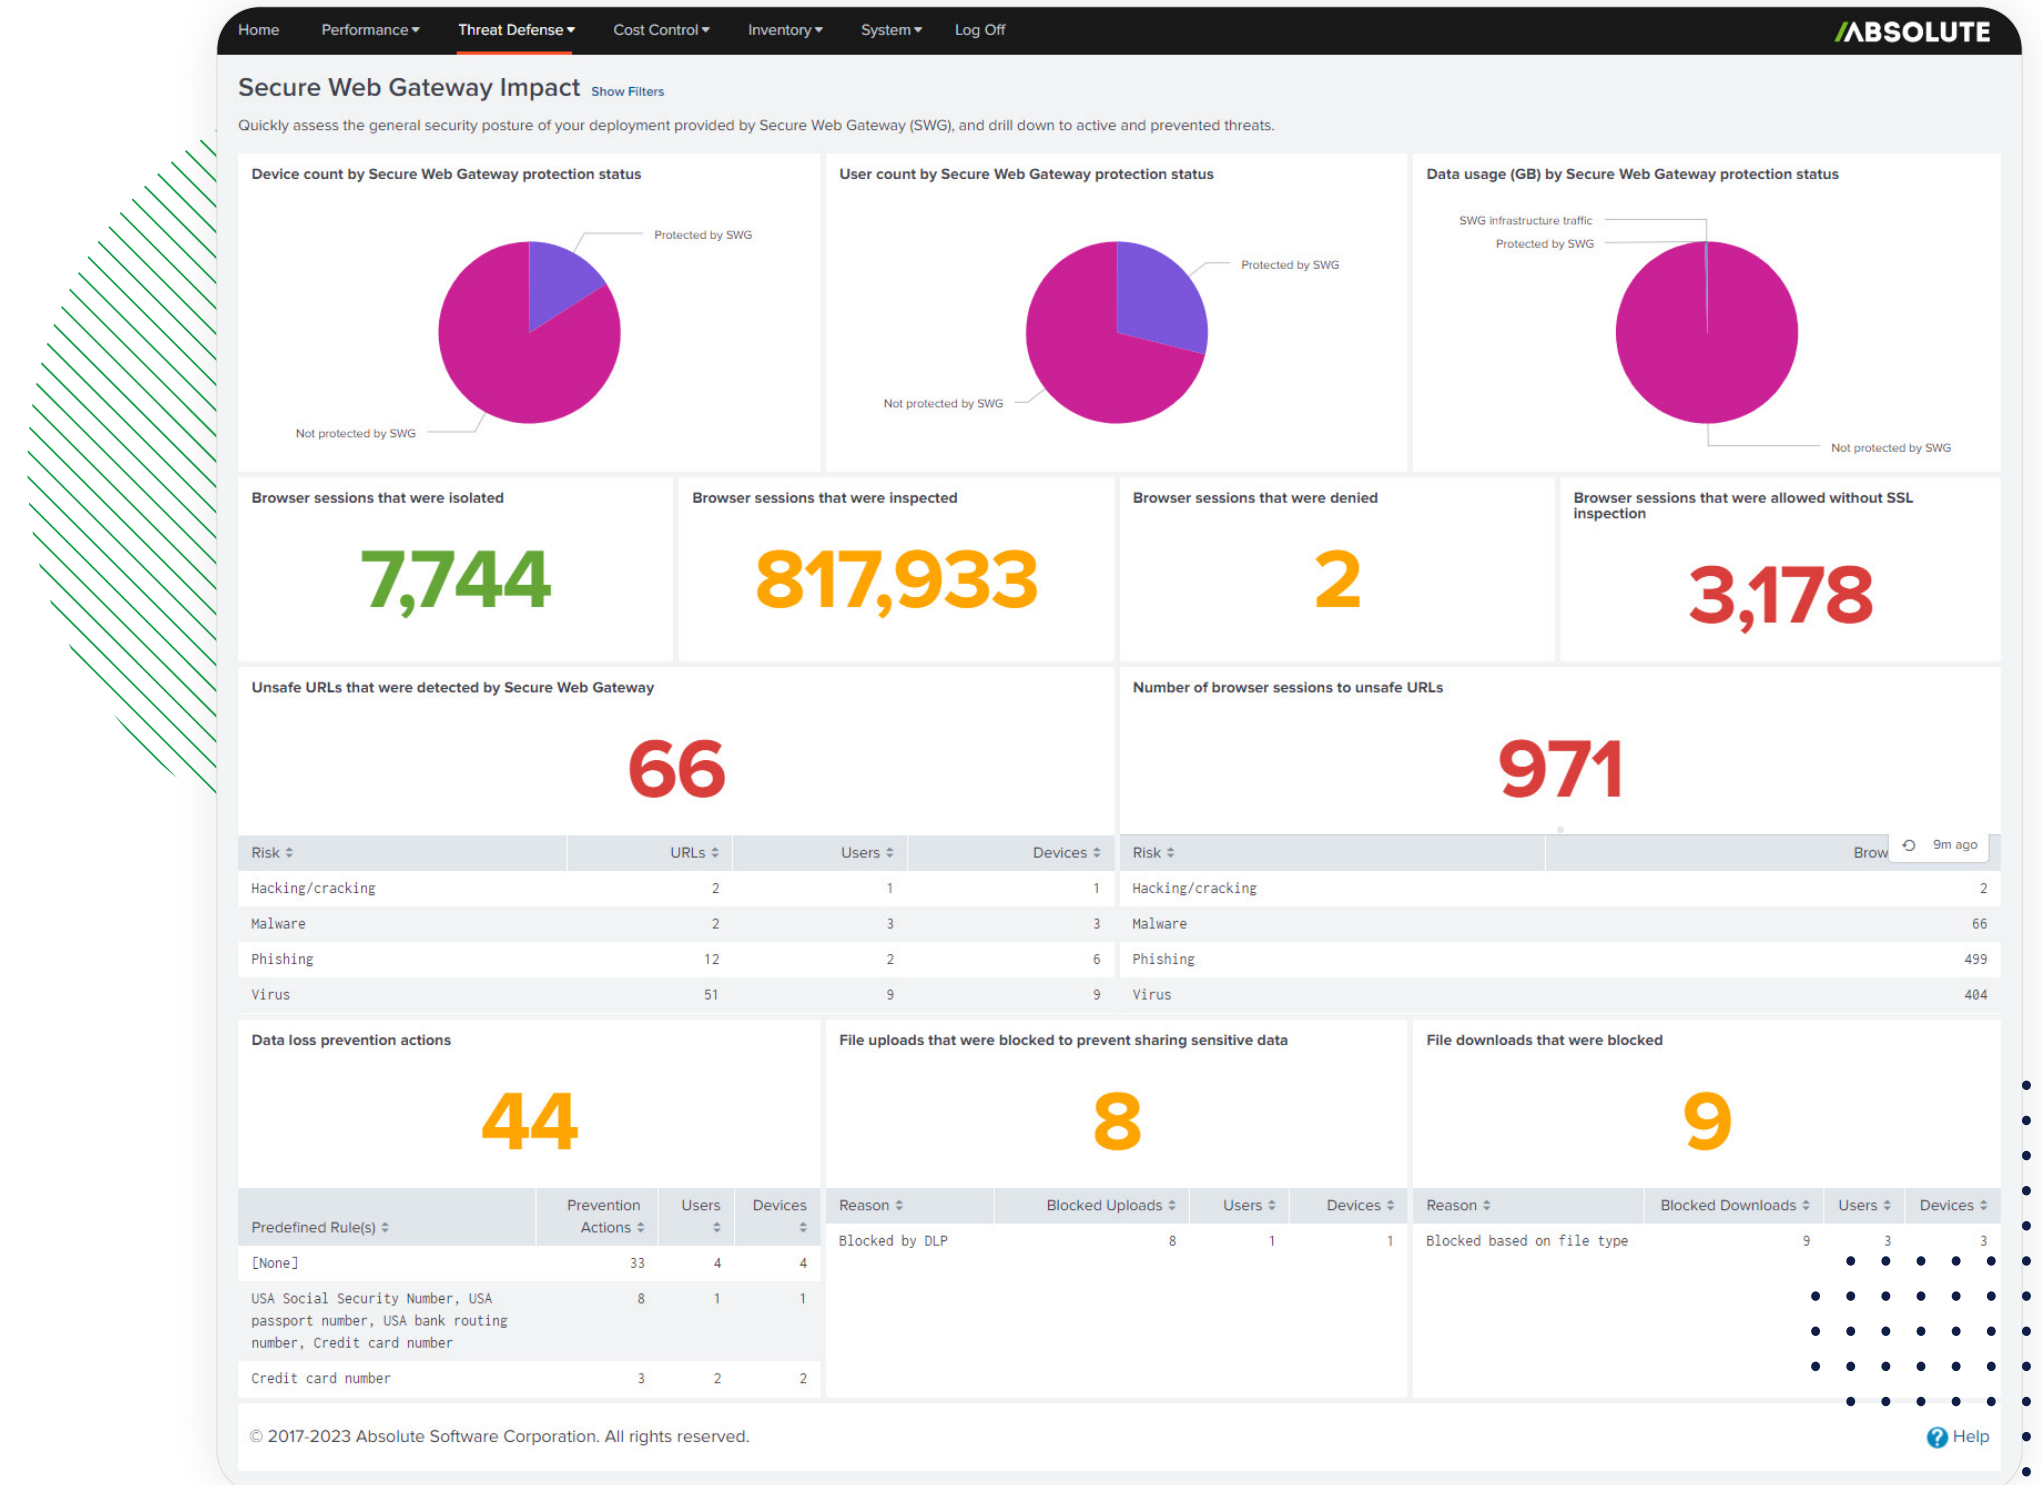 Home Performance Threat Defense Cost Control Inventory System Log Off ABSOLUTE
Secure Web Gateway Impact Show Filters
Quickly assess the general security posture of your deployment provided by Secure Web Gateway (SWG), and drill down to active and prevented threats.
Device count by Secure Web Gateway protection status
Protected by SWG
Not protected by SWG
User count by Secure Web Gateway protection status
Protected by SWG
Not protected by SWG
Data usage (GB) by Secure Web Gateway protection status
SWG infrastructure traffic
Protected by SWG
Not protected by SWG
Browser sessions that were isolated
7,744
Browser sessions that were inspected
817,933
Browser sessions that were denied
2
Browser sessions that were allowed without SSL
inspection
3,178
Unsafe URLs that were detected by Secure Web Gateway
66
Risk URLs Users Devices
Hacking/cracking 2 1 1
Malware 2 3 3
Phishing 12 2 6
Virus 51 9 9
Number of browser sessions to unsafe URLs
971
Risk Brow 9m ago
Hacking/cracking 2
Malware 66
Phishing 499
Virus 404
Data loss prevention actions
44
Predefined Rule(s) Prevention Actions Users Devices
[None] 33 4 4
USA Social Security Number, USA 8 1 1
passport number, USA bank routing
number, Credit card number
Credit card number 3 2 2
File uploads that were blocked to prevent sharing sensitive data
8
Reason Blocked Uploads Users Devices
Blocked by DLP 8 1 1
File downloads that were blocked
9
Reason Blocked Downloads Users Devices
Blocked based on file type 9 3 3
© 2017-2023 Absolute Software Corporation. All rights reserved.
? Help